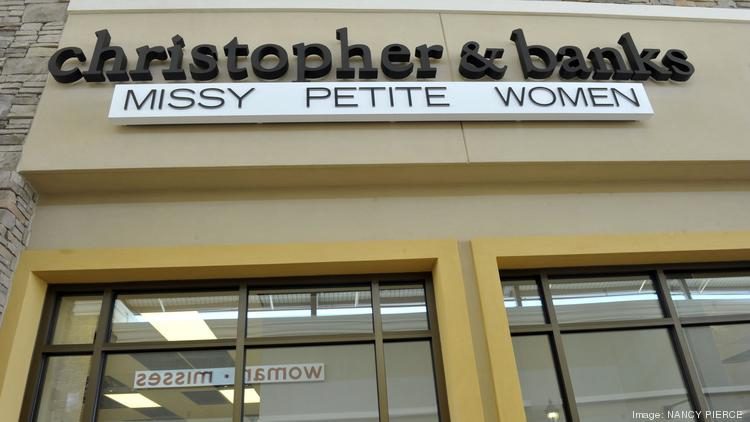 christopher & banks
MISSY PETITE WOMEN
woman • misses
Image: NANCY PIERCE